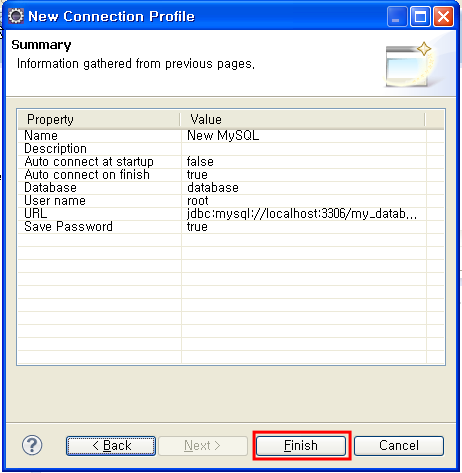 New Connection Profile
Summary
Information gathered from previous pages,
Property Value
Name New MySQL
Description
Auto connect at startup false
Auto connect on finish true
Database database
User name root
URL jdbc:mysql://localhost:3306/my_datab...
Save Password true
? < Back Next > Finish Cancel